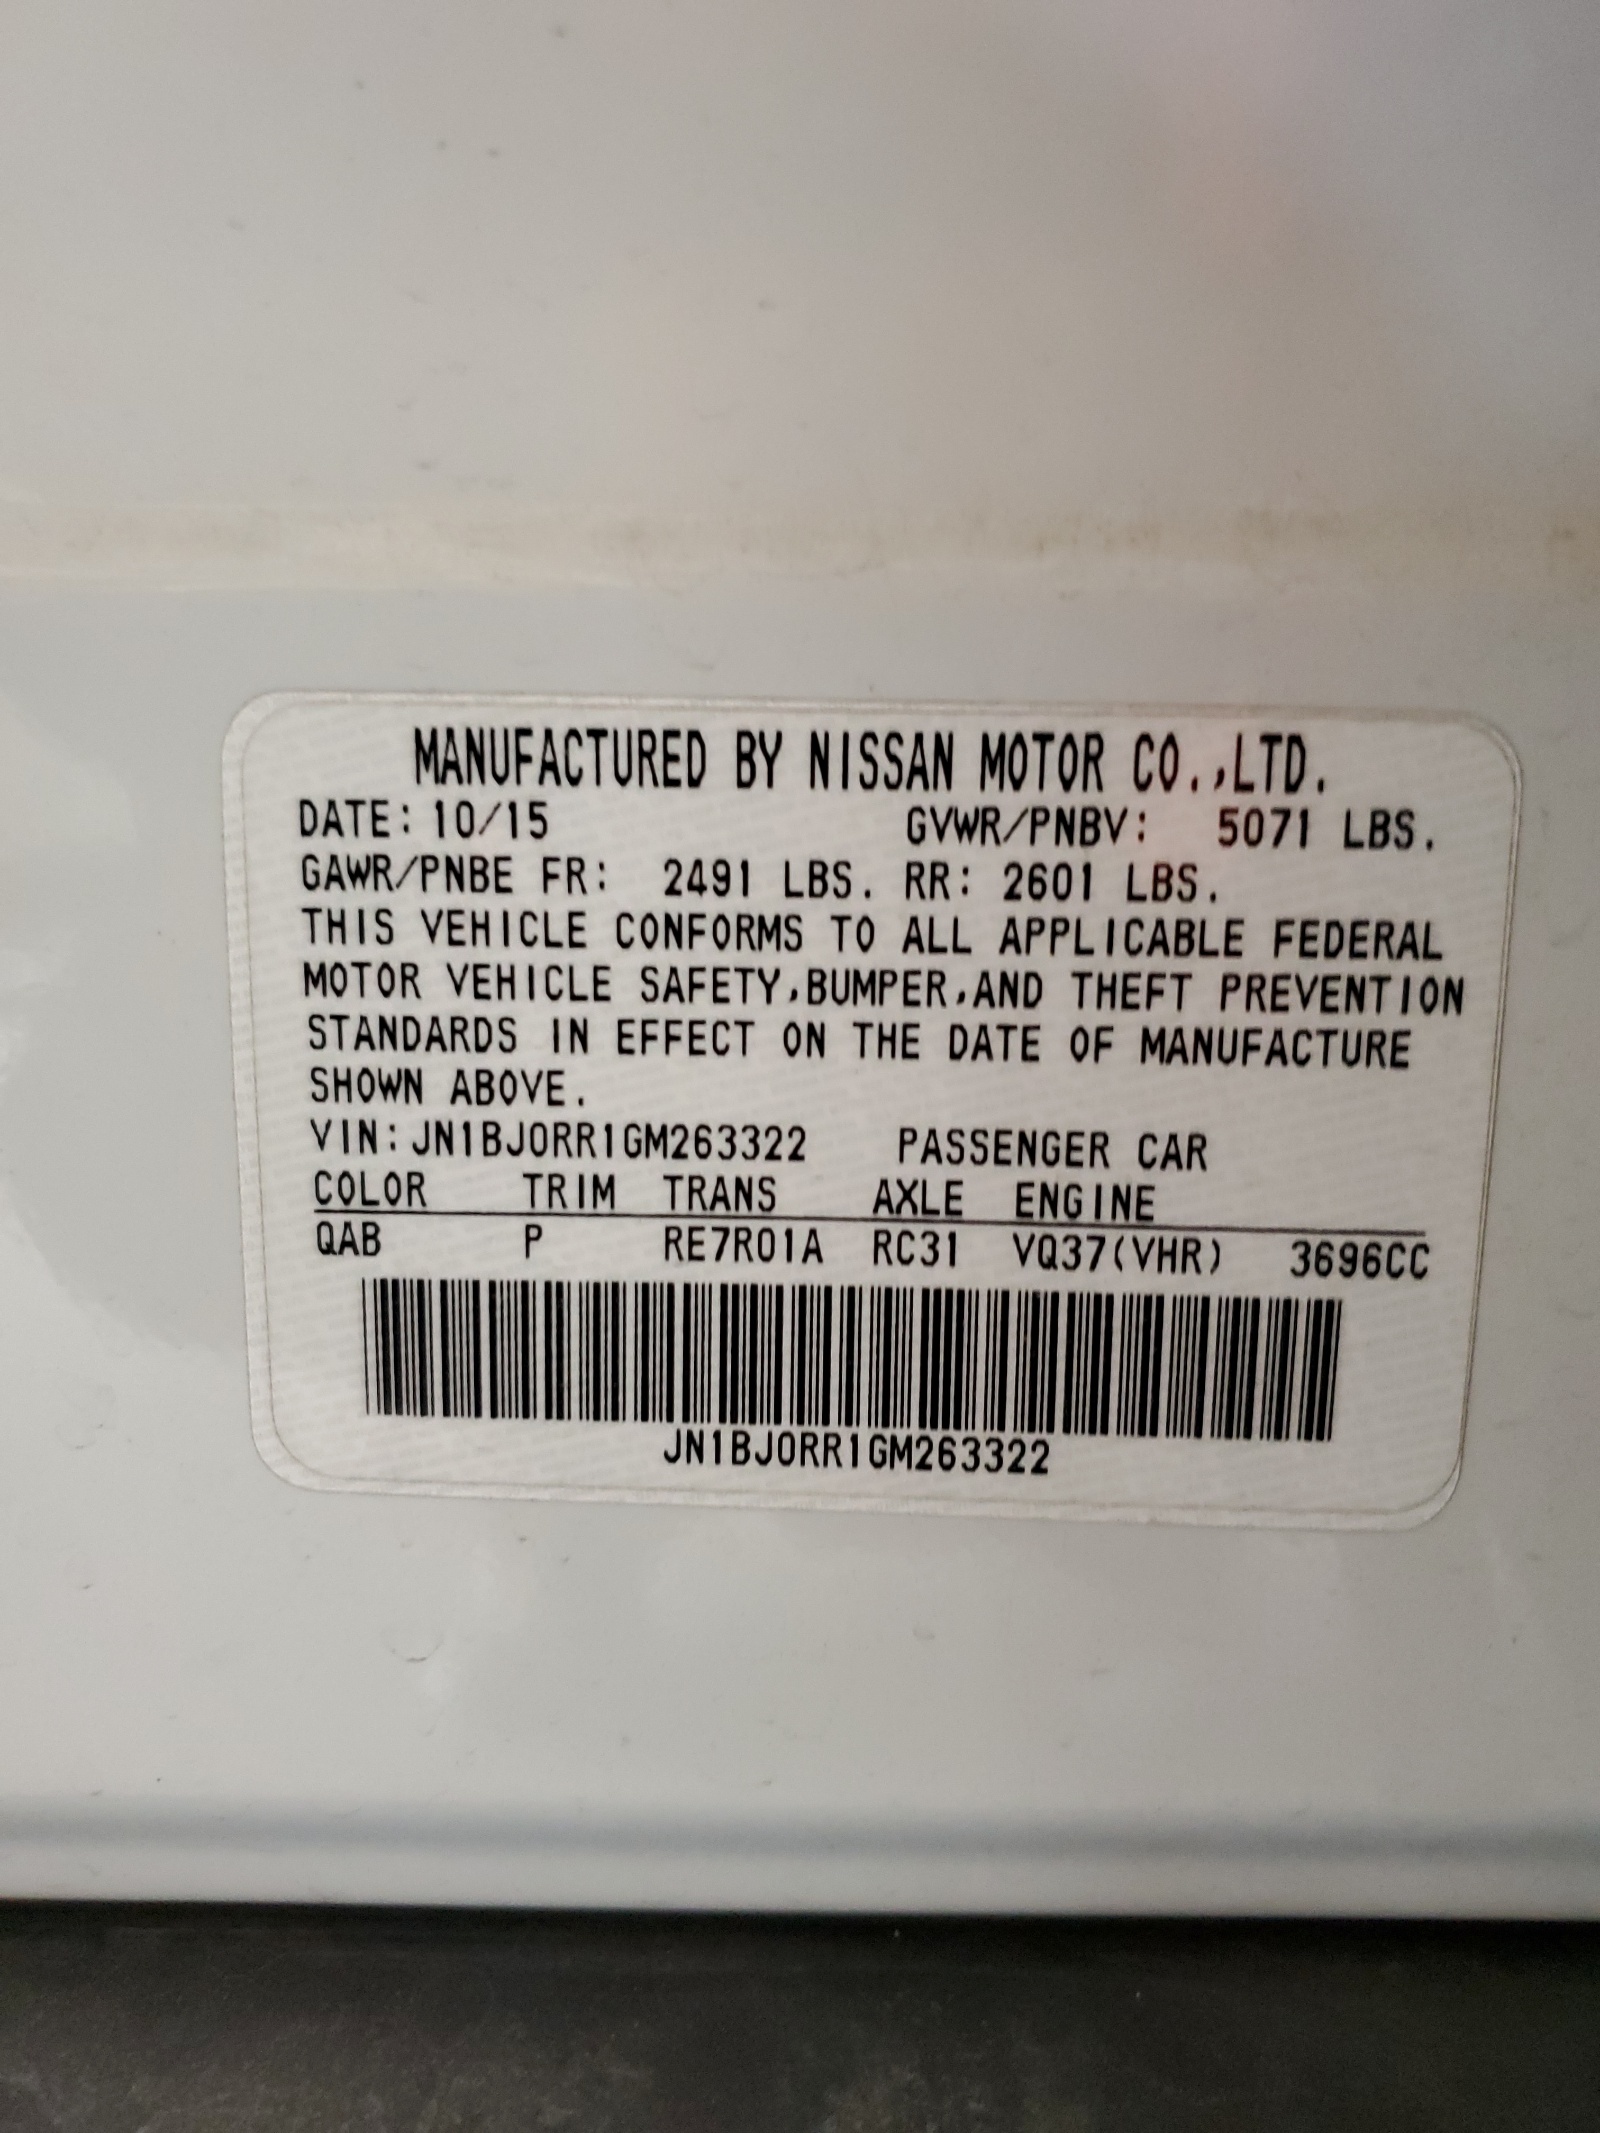 MANUFACTURED BY NISSAN MOTOR CO.,LTD.
DATE: 10/15 GVWR/PNBV: 5071 LBS.
GAWR/PNBE FR: 2491 LBS. RR: 2601 LBS.
THIS VEHICLE CONFORMS TO ALL APPLICABLE FEDERAL
MOTOR VEHICLE SAFETY,BUMPER,AND THEFT PREVENTION
STANDARDS IN EFFECT ON THE DATE OF MANUFACTURE
SHOWN ABOVE.
VIN: JN1BJ0RR1GM263322 PASSENGER CAR
COLOR TRIM TRANS AXLE ENGINE
QAB P RE7R01A RC31 VQ37(VHR) 3696CC
JN1BJ0RR1GM263322